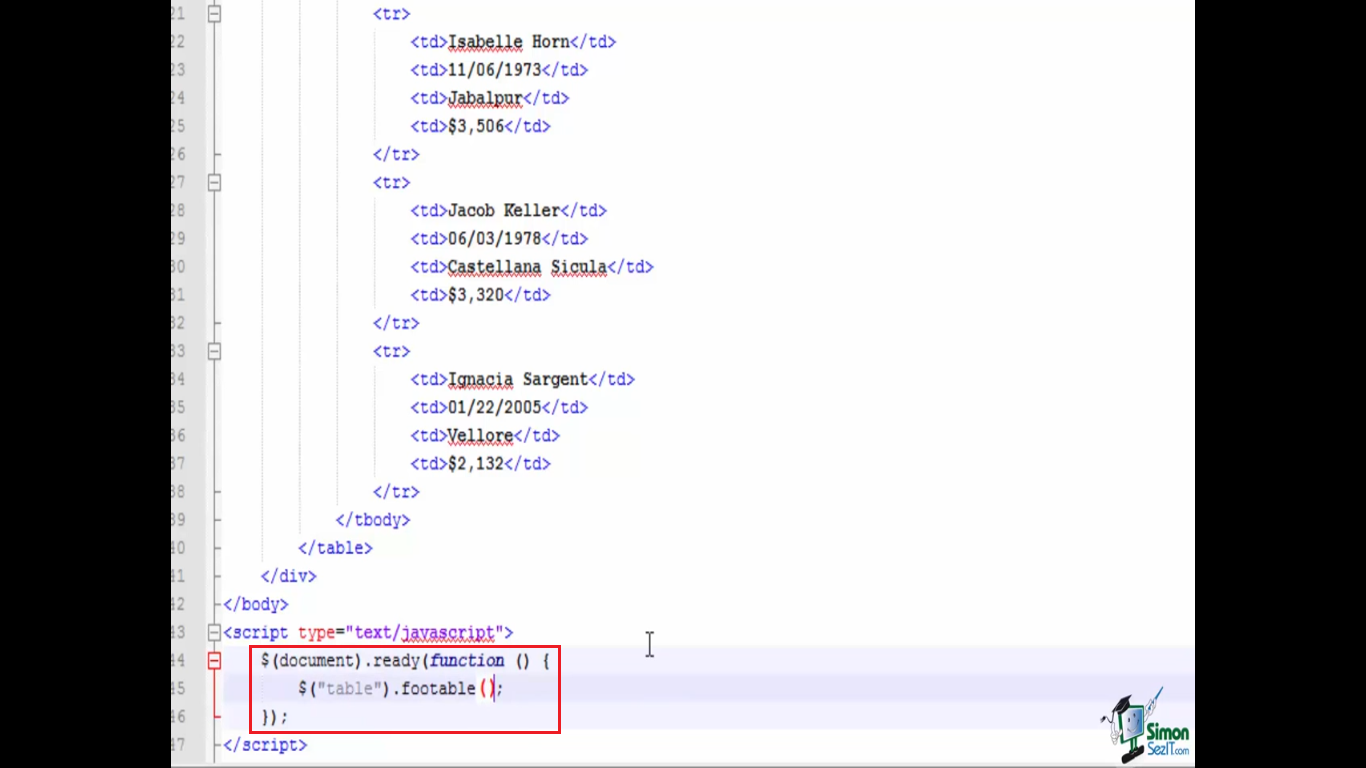 21 <tr>
22 <td>Isabelle Horn</td>
23 <td>11/06/1973</td>
24 <td>Jabalpur</td>
25 <td>$3,506</td>
26 </tr>
27 <tr>
28 <td>Jacob Keller</td>
29 <td>06/03/1978</td>
30 <td>Castellana Sicula</td>
31 <td>$3,320</td>
32 </tr>
33 <tr>
34 <td>Ignacia Sargent</td>
35 <td>01/22/2005</td>
36 <td>Vellore</td>
37 <td>$2,132</td>
38 </tr>
39 </tbody>
40 </table>
41 </div>
42 </body>
43 <script type="text/javascript">
44 $(document).ready(function () {
45 $("table").footable();
46 });
47 </script>
Simon
SezIT.com